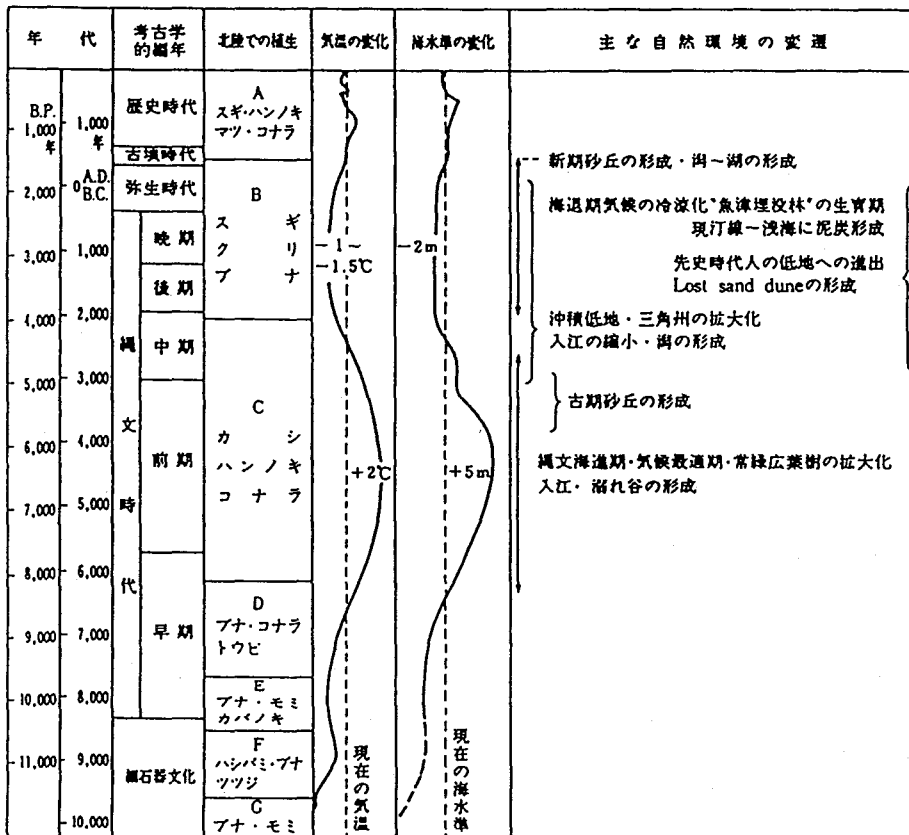 年 代
考古学的編年
北陸での植生
気温の変化
海水準の変化
主な自然環境の変遷
B.P.
1,000
年
2,000
3,000
4,000
5,000
6,000
7,000
8,000
9,000
10,000
11,000
1,000
年
0 A.D.
B.C.
1,000
2,000
3,000
4,000
5,000
6,000
7,000
8,000
9,000
10,000
歴史時代
古墳時代
弥生時代
縄文時代
晩期
後期
中期
前期
早期
細石器文化
A
スギ・ハンノキ
マツ・コナラ
B
スギ
クリ
ブナ
C
カシ
ハンノキ
コナラ
D
ブナ・コナラ
トウヒ
E
ブナ・モミ
カバノキ
F
ハシバミ・ブナ
ツツジ
G
ブナ・モミ
-1~
-1.5℃
+2℃
現在の気温
-2m
+5m
現在の海水準
新期砂丘の形成・潟~湖の形成
海退期気候の冷涼化"魚津埋没林"の生育期
現汀線~浅海に泥炭形成
先史時代人の低地への進出
Lost sand duneの形成
沖積低地・三角州の拡大化
入江の縮小・潟の形成
古期砂丘の形成
縄文海進期・気候最適期・常緑広葉樹の拡大化
入江・溺れ谷の形成